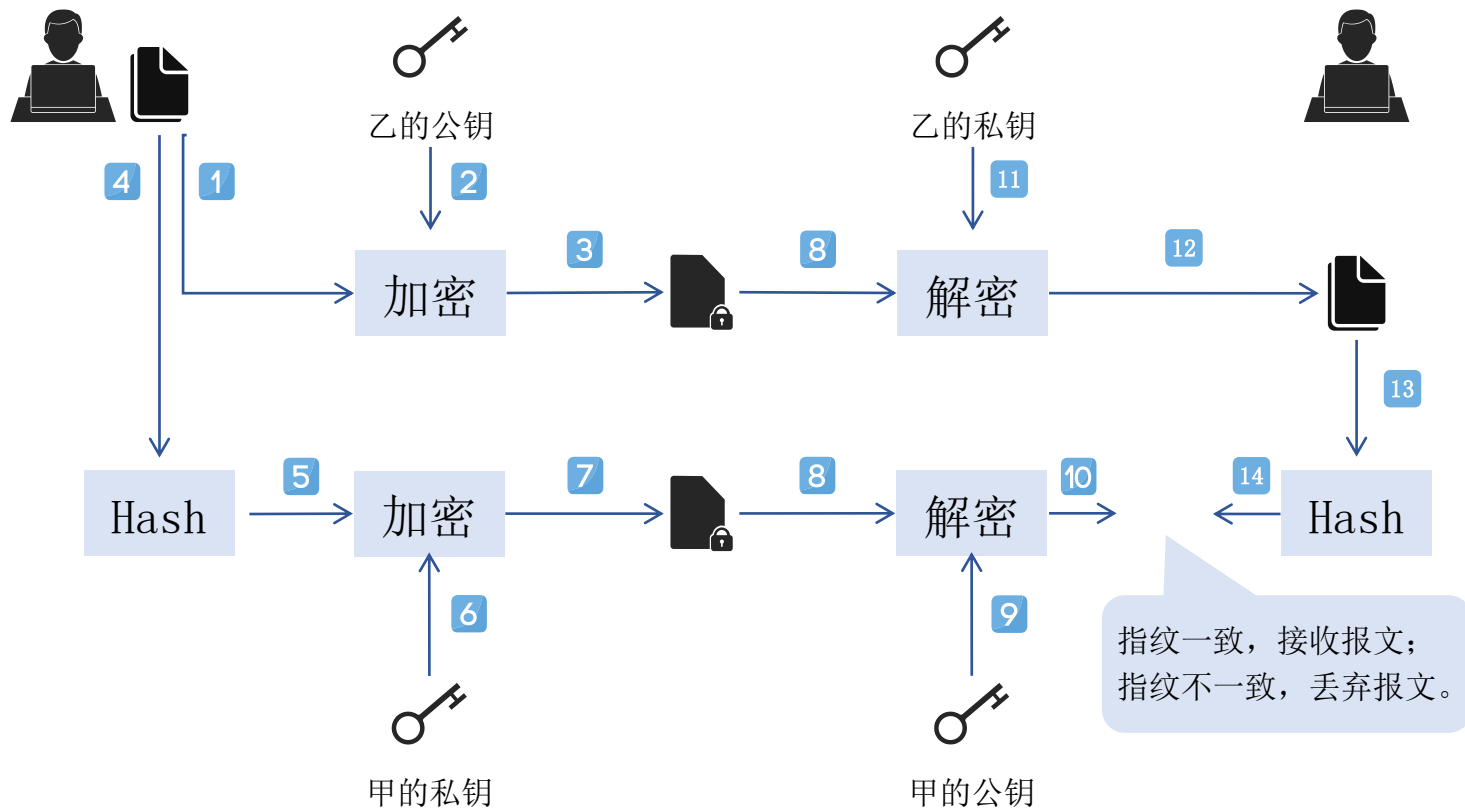 乙的公钥
乙的私钥
4
1
2
11
3
8
12
加密
解密
13
5
7
8
10
14
Hash
加密
解密
Hash
6
9
指纹一致，接收报文；
指纹不一致，丢弃报文。
甲的私钥
甲的公钥